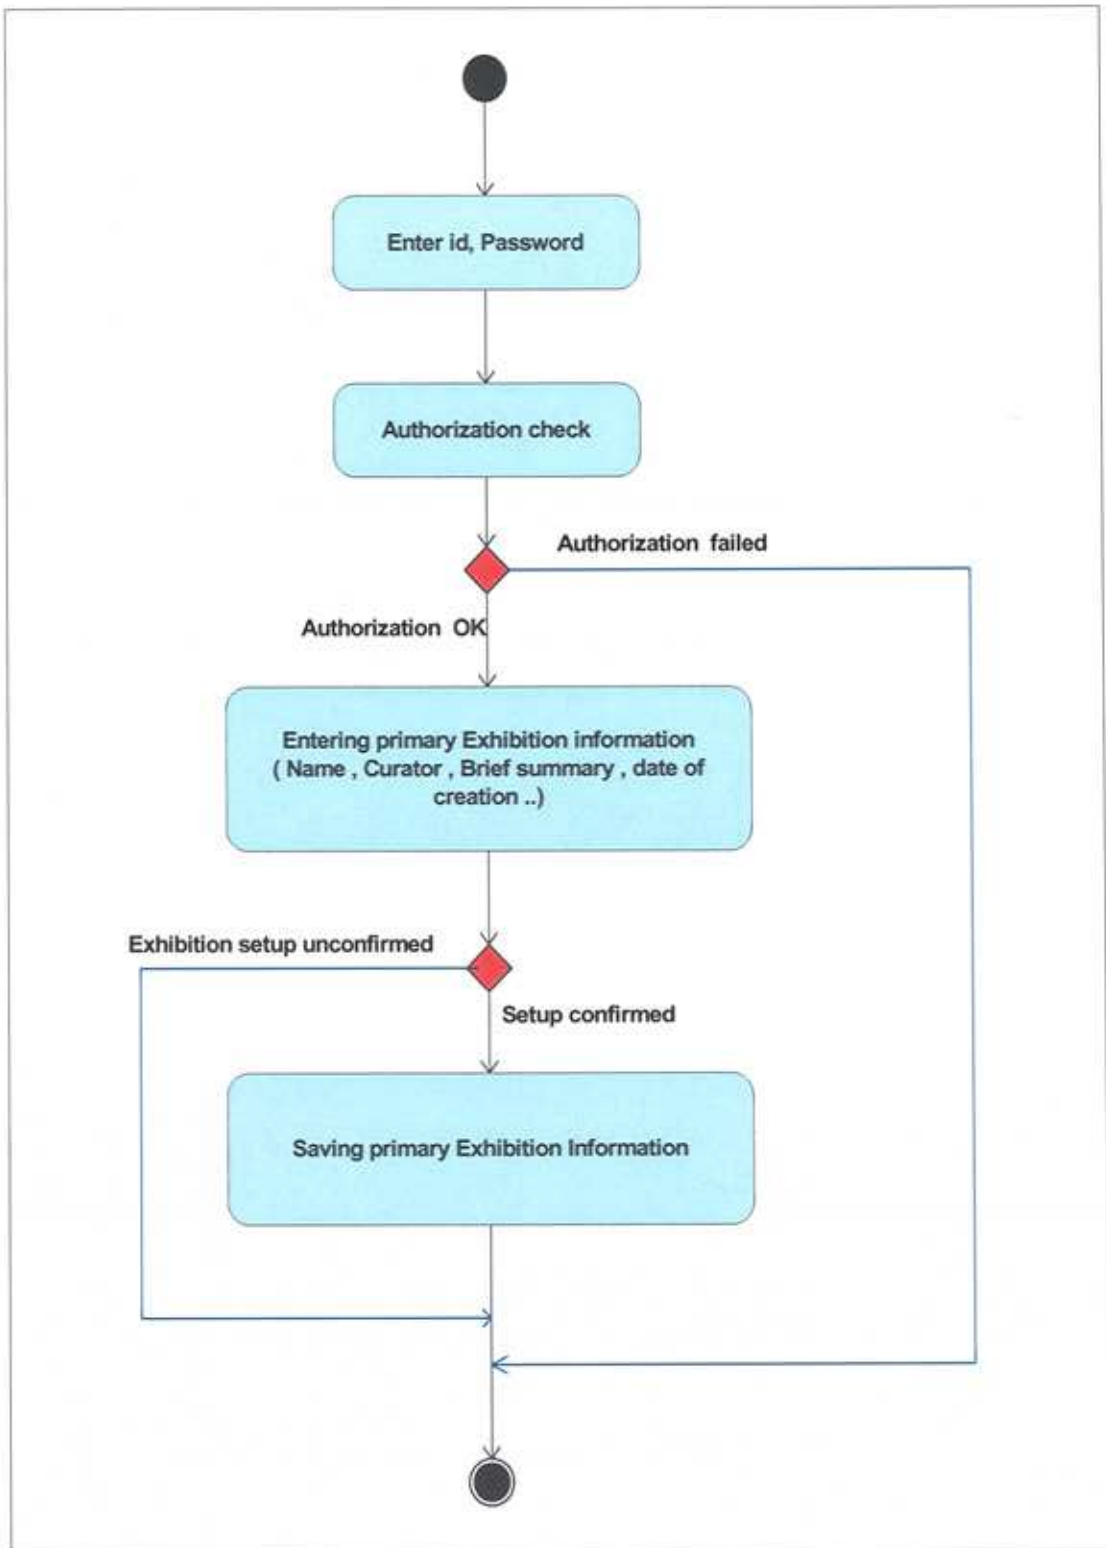 Enter id, Password
Authorization check
Authorization failed
Authorization OK
Entering primary Exhibition information
( Name , Curator , Brief summary , date of
creation ..)
Exhibition setup unconfirmed
Setup confirmed
Saving primary Exhibition Information